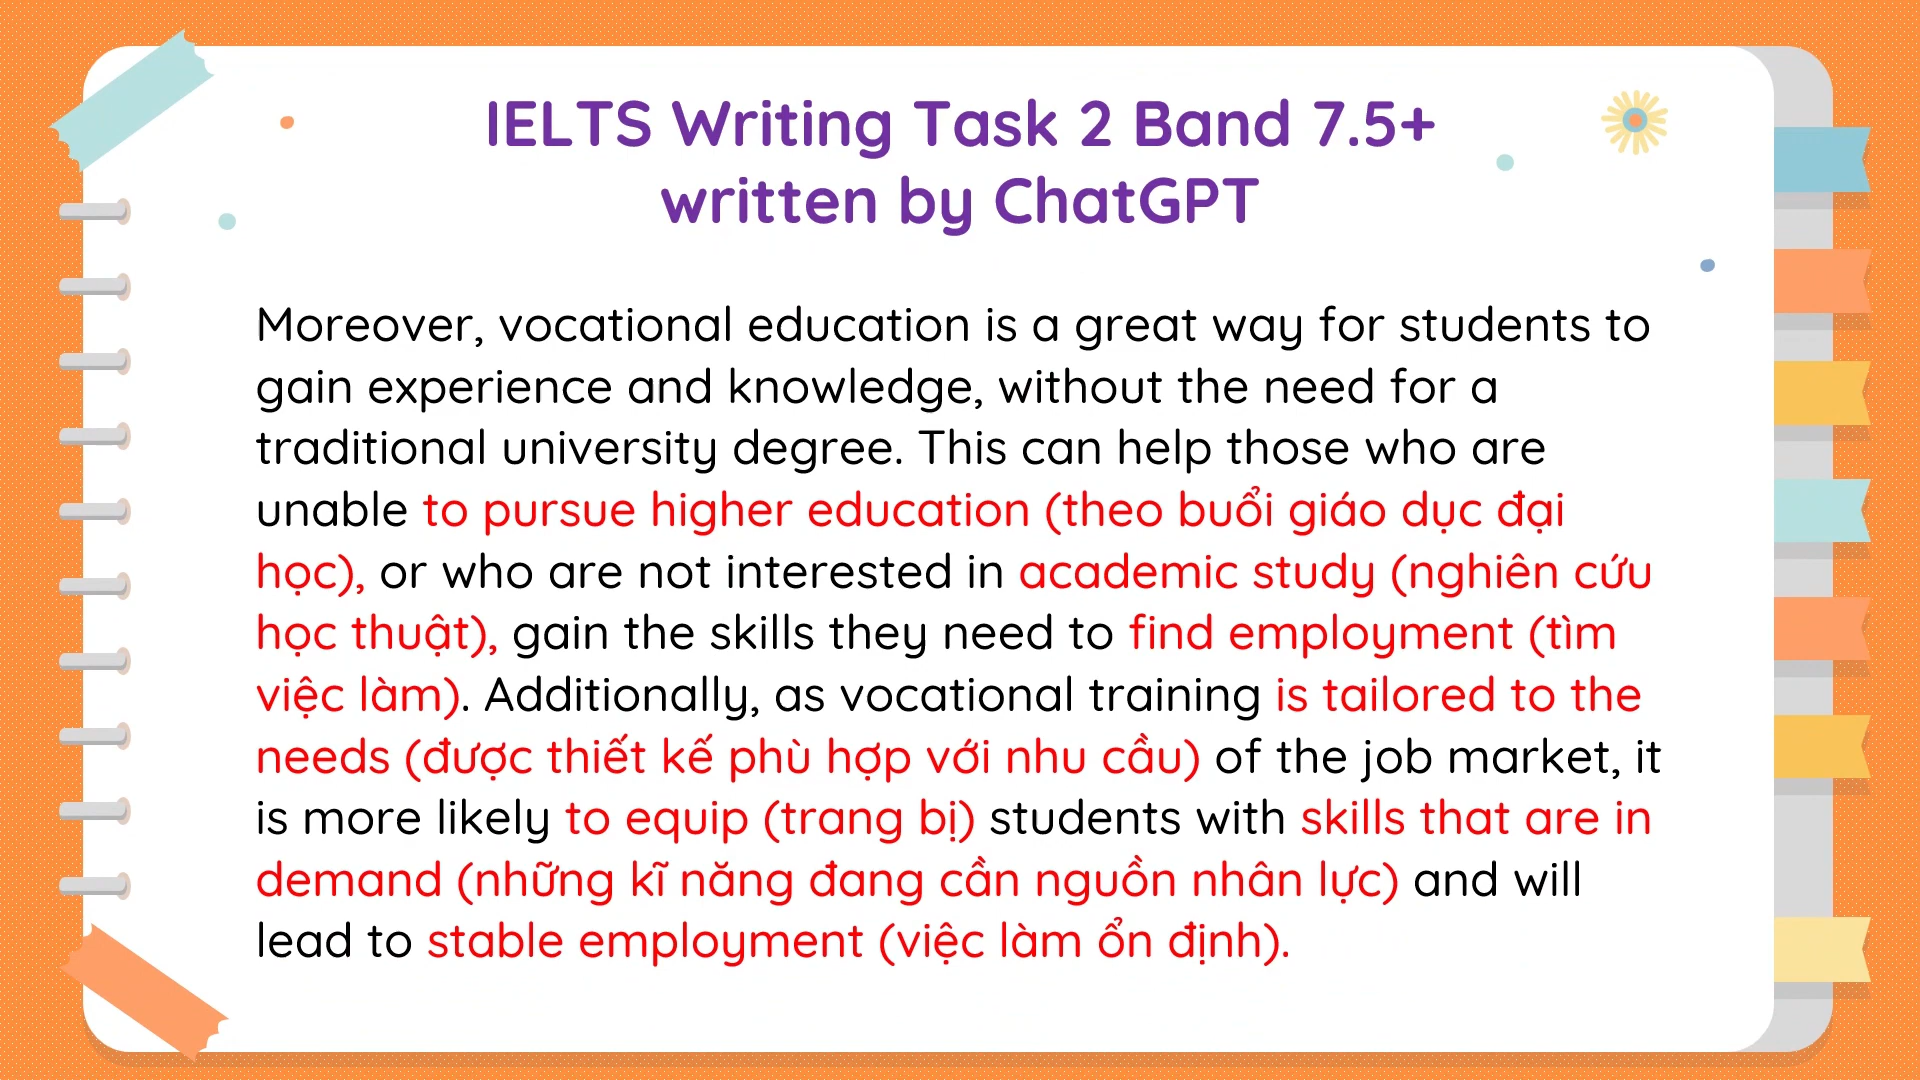 IELTS Writing Task 2 Band 7.5+
written by ChatGPT
Moreover, vocational education is a great way for students to
gain experience and knowledge, without the need for a
traditional university degree. This can help those who are
unable to pursue higher education (theo buổi giáo dục đại
học), or who are not interested in academic study (nghiên cứu
học thuật), gain the skills they need to find employment (tìm
việc làm). Additionally, as vocational training is tailored to the
needs (được thiết kế phù hợp với nhu cầu) of the job market, it
is more likely to equip (trang bị) students with skills that are in
demand (những kĩ năng đang cần nguồn nhân lực) and will
lead to stable employment (việc làm ổn định).